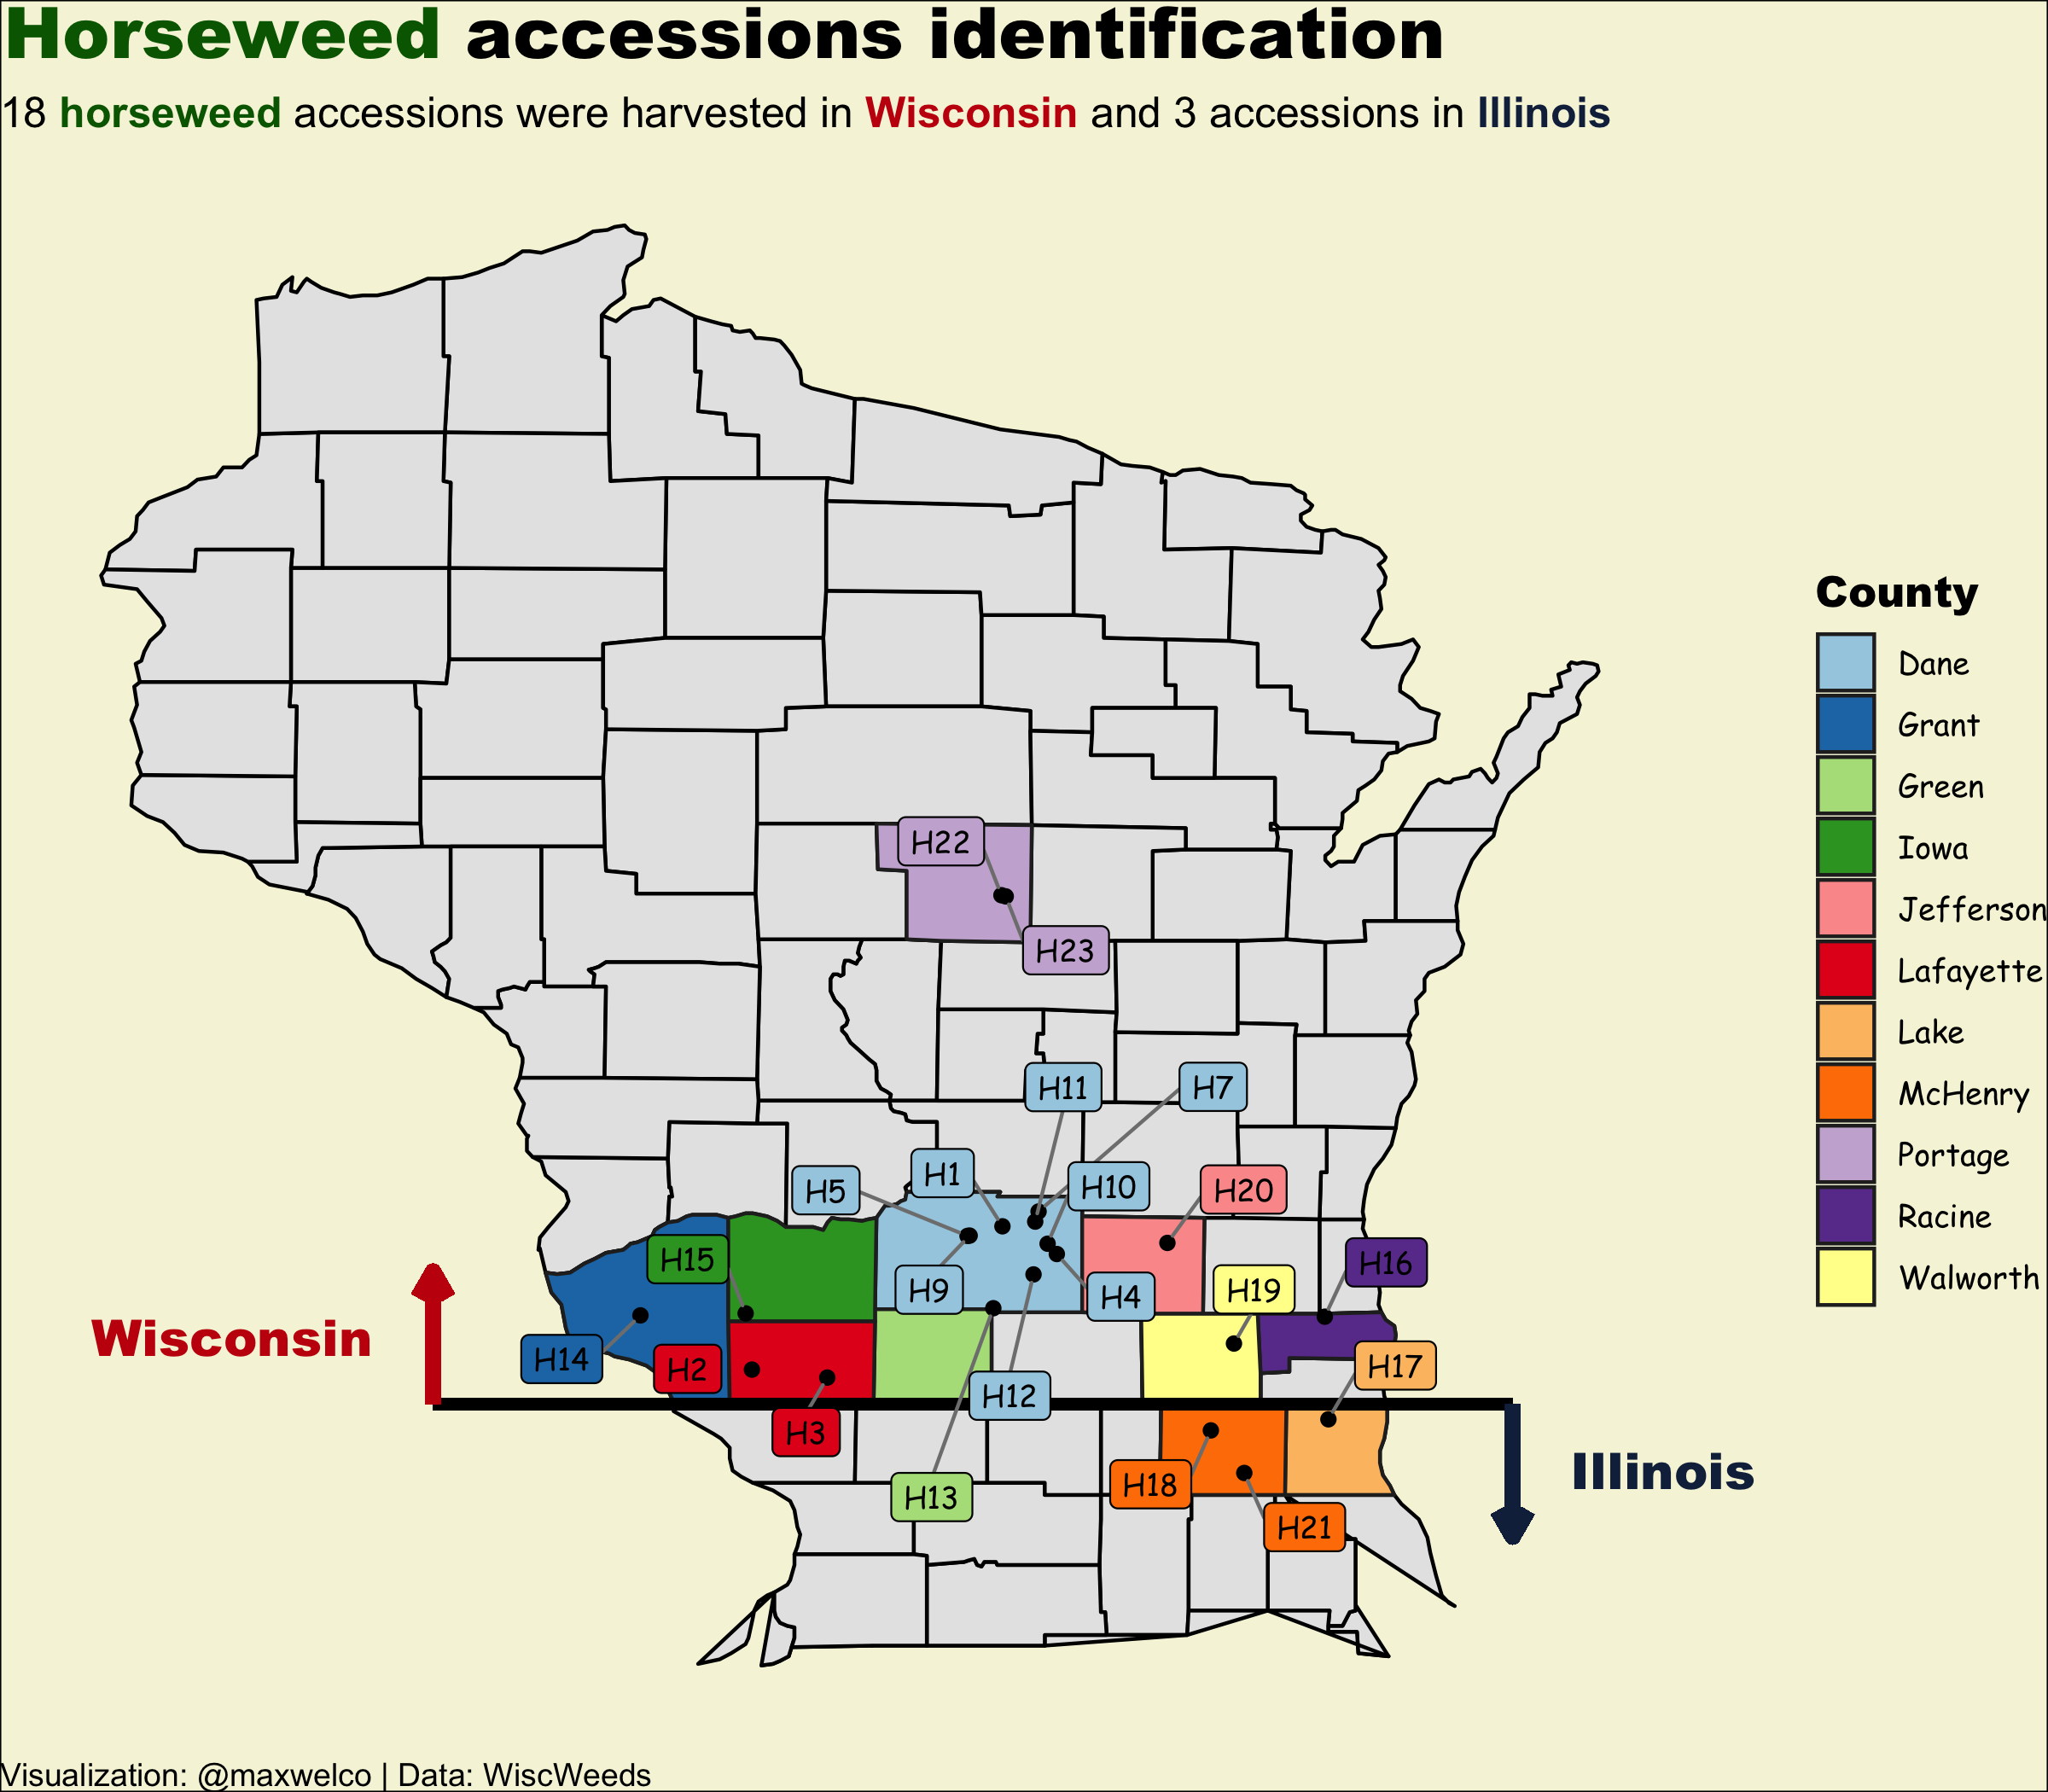 Horseweed accessions identification
18 horseweed accessions were harvested in Wisconsin and 3 accessions in Illinois
County
Dane
Grant
Green
Iowa
Jefferson
Lafayette
Lake
McHenry
Portage
Racine
Walworth
H22
H23
H11
H7
H1
H10
H5
H20
H15
H16
H9
H4
H19
Wisconsin
H14
H2
H17
H12
H3
H18
Illinois
H13
H21
Visualization: @maxwelco | Data: WiscWeeds